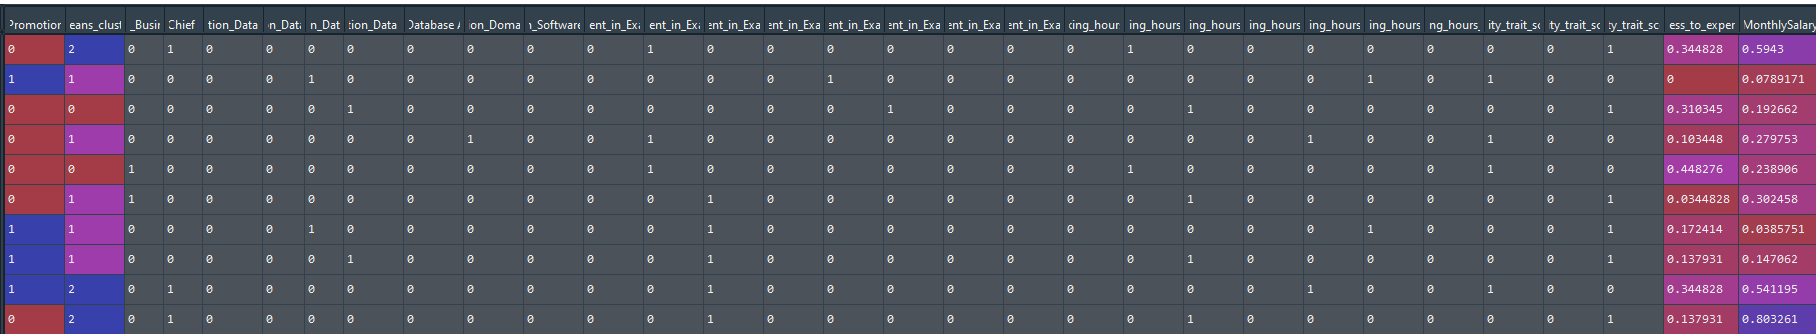 Promotior eans_clust _Busir Chief tion_Data on_Data n_Dat tion_Data Database A on_Doma n_Software ent_in_Exa ent_in_Exa ent_in_Exa ent_in_Exa ent_in_Exa ent_in_Exa ent_in_Exa ent_in_Exa cing_hours ing_hours ing_hours ing_hours ing_hours ing_hours ng_hours_ ity_trait_sc ity_trait_sc ty_trait_sc ess_to_exper MonthlySalary
0 2 0 1 0 0 0 0 0 0 0 0 1 0 0 0 0 0 0 0 1 0 0 0 0 0 0 0 1 0.344828 0.5943
1 1 0 0 0 0 1 0 0 0 0 0 0 0 0 1 0 0 0 0 0 0 0 0 1 0 1 0 0 0 0.0789171
0 0 0 0 0 0 0 1 0 0 0 0 0 0 0 0 1 0 0 0 0 1 0 0 0 0 0 0 1 0.310345 0.192662
0 1 0 0 0 0 0 0 0 1 0 0 1 0 0 0 0 0 0 0 0 0 0 1 0 0 1 0 0 0.103448 0.279753
0 0 1 0 0 0 0 0 0 0 0 0 1 0 0 0 0 0 0 0 1 0 0 0 0 0 1 0 0 0.448276 0.238906
0 1 1 0 0 0 0 0 0 0 0 0 0 1 0 0 0 0 0 0 0 1 0 0 0 0 0 0 1 0.0344828 0.302458
1 1 0 0 0 0 1 0 0 0 0 0 0 1 0 0 0 0 0 0 0 0 0 0 1 0 0 0 1 0.172414 0.0385751
1 1 0 0 0 0 0 1 0 0 0 0 0 1 0 0 0 0 0 0 0 1 0 0 0 0 0 0 1 0.137931 0.147062
1 2 0 1 0 0 0 0 0 0 0 0 0 1 0 0 0 0 0 0 0 0 0 1 0 0 1 0 0 0.344828 0.541195
0 2 0 1 0 0 0 0 0 0 0 0 0 1 0 0 0 0 0 0 0 1 0 0 0 0 0 0 1 0.137931 0.803261